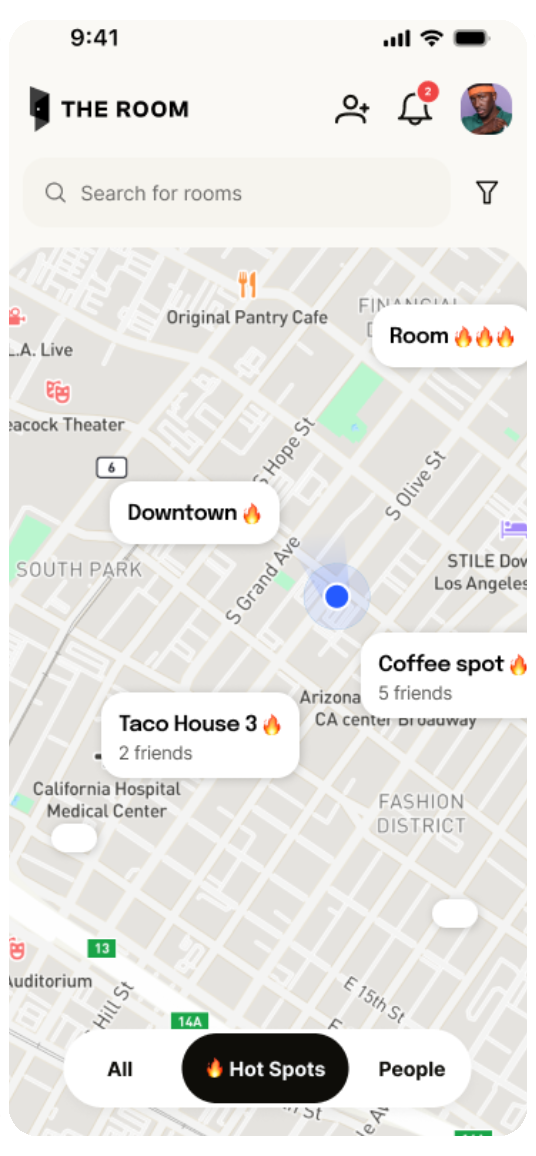 9:41
THE ROOM
2
Search for rooms
Original Pantry Cafe
FINANCIAL
Room 🔥🔥🔥
L.A. Live
eacock Theater
6
S Hope St
S Olive St
Downtown 🔥
S Grand Ave
SOUTH PARK
STILE Dow
Los Angeles
Coffee spot 🔥
5 friends
Arizona
CA center Broadway
Taco House 3 🔥
2 friends
California Hospital
Medical Center
FASHION
DISTRICT
13
Auditorium
Hill St
E 15th St
14A
All
🔥 Hot Spots
People